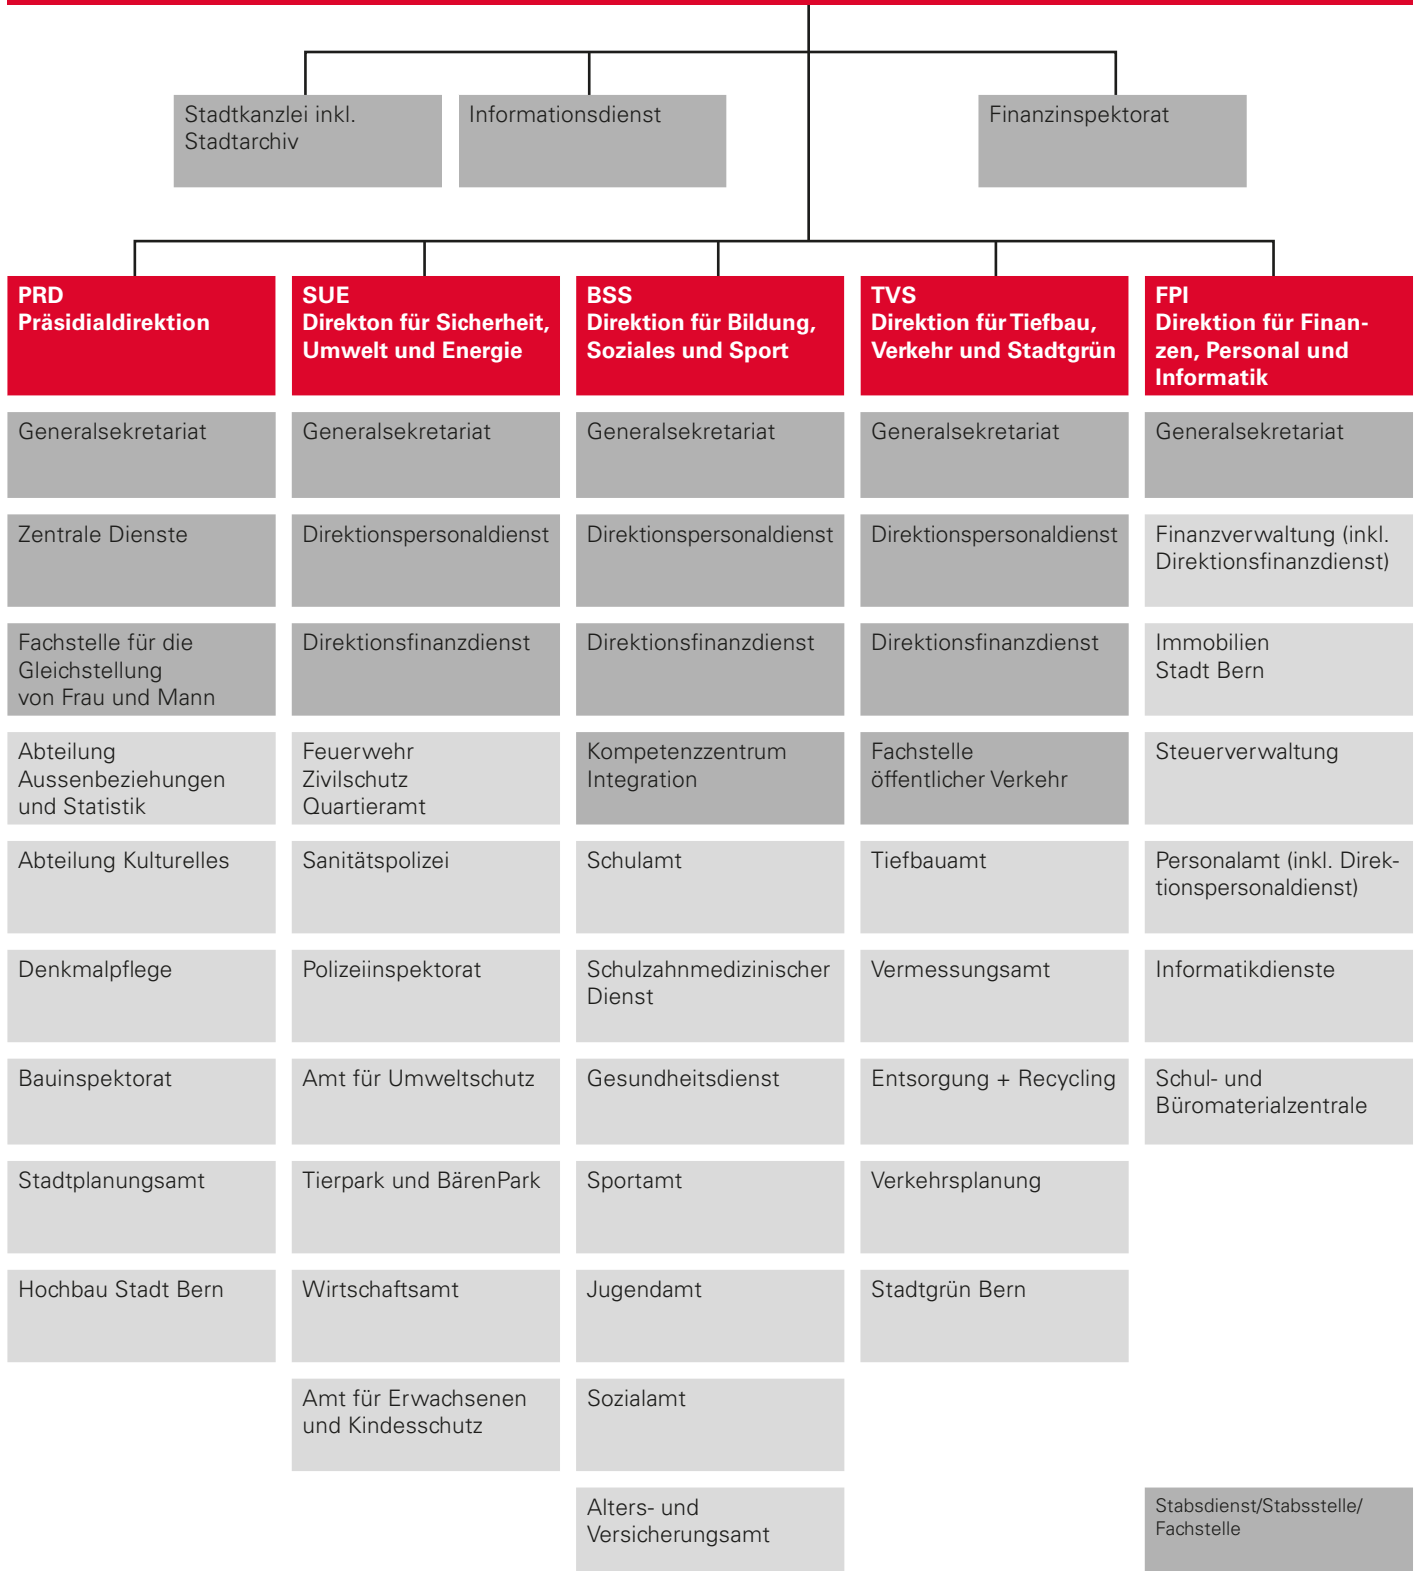 Stadtkanzlei inkl.
Stadtarchiv
Informationsdienst
Finanzinspektorat
PRD
Präsidialdirektion
SUE
Direkton für Sicherheit,
Umwelt und Energie
BSS
Direktion für Bildung,
Soziales und Sport
TVS
Direktion für Tiefbau,
Verkehr und Stadtgrün
FPI
Direktion für Finan-
zen, Personal und
Informatik
Generalsekretariat
Generalsekretariat
Generalsekretariat
Generalsekretariat
Generalsekretariat
Zentrale Dienste
Direktionspersonaldienst
Direktionspersonaldienst
Direktionspersonaldienst
Finanzverwaltung (inkl.
Direktionsfinanzdienst)
Fachstelle für die
Gleichstellung
von Frau und Mann
Direktionsfinanzdienst
Direktionsfinanzdienst
Direktionsfinanzdienst
Immobilien
Stadt Bern
Abteilung
Aussenbeziehungen
und Statistik
Feuerwehr
Zivilschutz
Quartieramt
Kompetenzzentrum
Integration
Fachstelle
öffentlicher Verkehr
Steuerverwaltung
Abteilung Kulturelles
Sanitätspolizei
Schulamt
Tiefbauamt
Personalamt (inkl. Direk-
tionspersonaldienst)
Denkmalpflege
Polizeiinspektorat
Schulzahnmedizinischer
Dienst
Vermessungsamt
Informatikdienste
Bauinspektorat
Amt für Umweltschutz
Gesundheitsdienst
Entsorgung + Recycling
Schul- und
Büromaterialzentrale
Stadtplanungsamt
Tierpark und BärenPark
Sportamt
Verkehrsplanung
Hochbau Stadt Bern
Wirtschaftsamt
Jugendamt
Stadtgrün Bern
Amt für Erwachsenen
und Kindesschutz
Sozialamt
Alters- und
Versicherungsamt
Stabsdienst/Stabsstelle/
Fachstelle